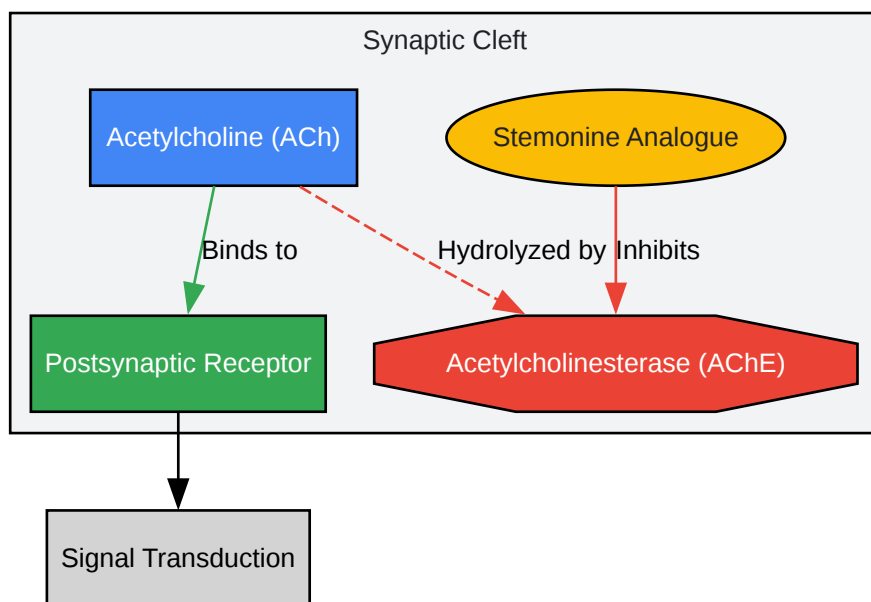 Synaptic Cleft
Acetylcholine (ACh)
Stemonine Analogue
Binds to
Hydrolyzed by
Inhibits
Postsynaptic Receptor
Acetylcholinesterase (AChE)
Signal Transduction